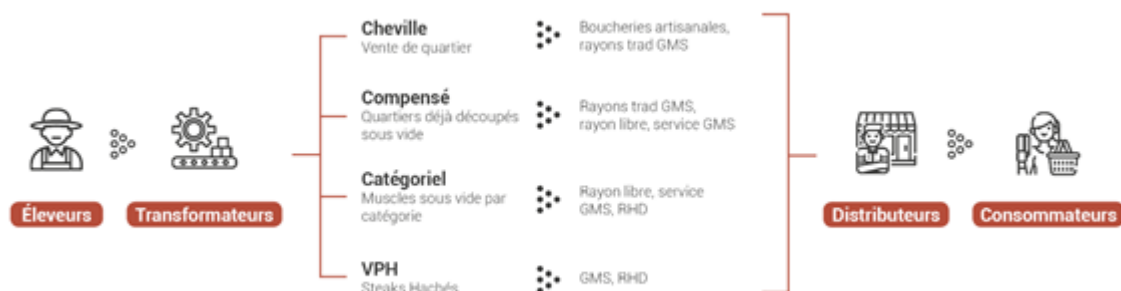 Cheville
Vente de quartier
Boucheries artisanales,
rayons trad GMS
Compensé
Quartiers déjà découpés
sous vide
Rayons trad GMS,
rayon libre, service GMS
Catégoriel
Muscles sous vide par
catégorie
Rayon libre, service
GMS, RHD
VPH
Steaks Hachés
GMS, RHD
Éleveurs
Transformateurs
Distributeurs
Consommateurs